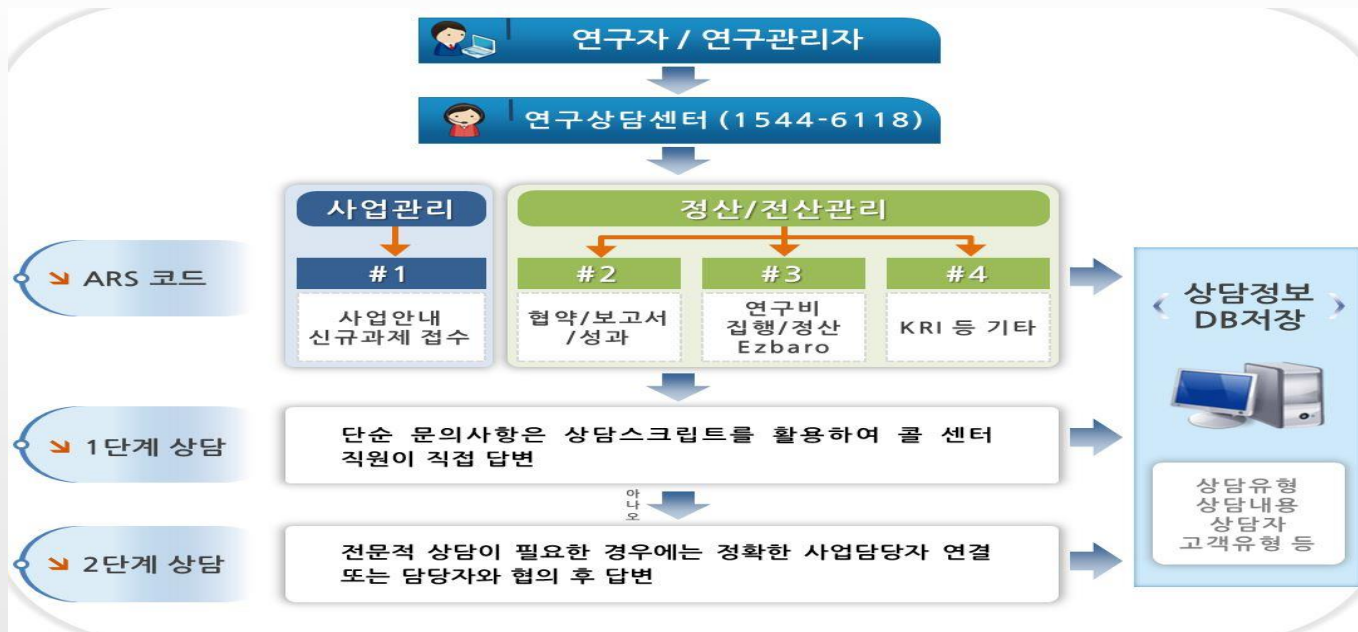 연구자 / 연구관리자
연구상담센터 (1544-6118)
사업관리
정산/전산관리
ARS 코드
#1
#2
#3
#4
사업안내
신규과제 접수
협약/보고서
/성과
연구비
집행/정산
Ezbaro
KRI 등 기타
상담정보
DB저장
1단계 상담
단순 문의사항은 상담스크립트를 활용하여 콜 센터
직원이 직접 답변
아
니
오
2단계 상담
전문적 상담이 필요한 경우에는 정확한 사업담당자 연결
또는 담당자와 협의 후 답변
상담유형
상담내용
상담자
고객유형 등